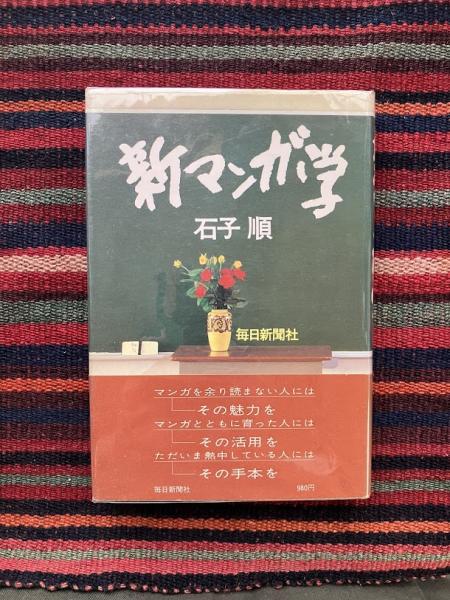 新マンガ学
石子 順
毎日新聞社
マンガを余り読まない人には
その魅力を
マンガとともに育った人には
その活用を
ただいま熱中している人には
その手本を
毎日新聞社 980円